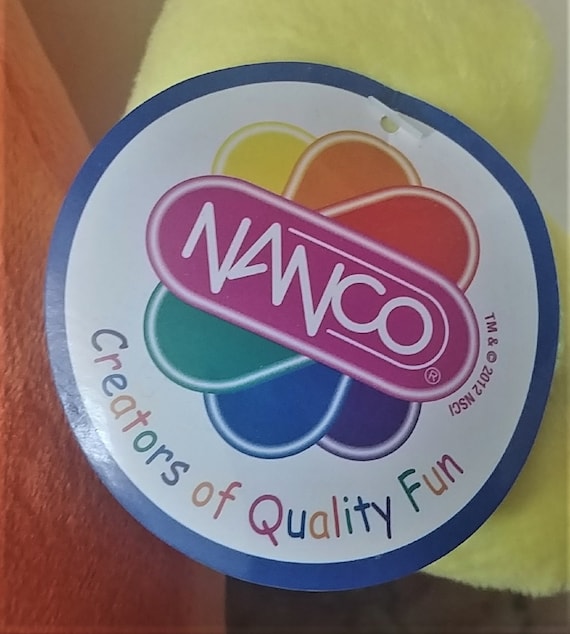 NANCO®
TM & © 2012 NSCI
Creators of Quality Fun